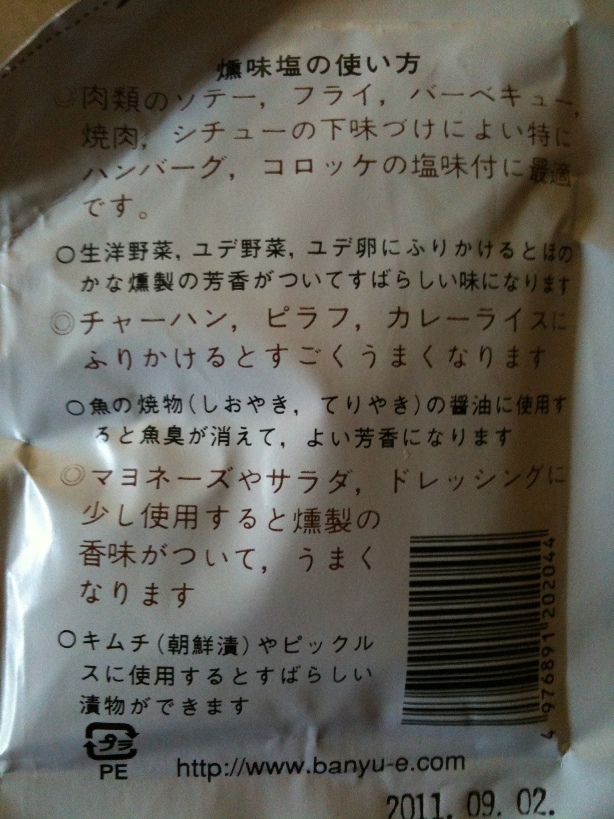 燻味塩の使い方
◎肉類のソテー, フライ, バーベキュー,
焼肉, シチューの下味づけによい特に
ハンバーグ, コロッケの塩味付に最適
です。
○生洋野菜, ユデ野菜, ユデ卵にふりかけるとほの
かな燻製の芳香がついてすばらしい味になります
◎チャーハン, ピラフ, カレーライスに
ふりかけるとすごくうまくなります
○魚の焼物(しおやき, てりやき)の醤油に使用す
ると魚臭が消えて, よい芳香になります
◎マヨネーズやサラダ, ドレッシングに
少し使用すると燻製の
香味がついて, うまく
なります
○キムチ(朝鮮漬)やピックル
スに使用するとすばらしい
漬物ができます
4 976891 202044
プラ
PE
http://www.banyu-e.com
2011. 09. 02.